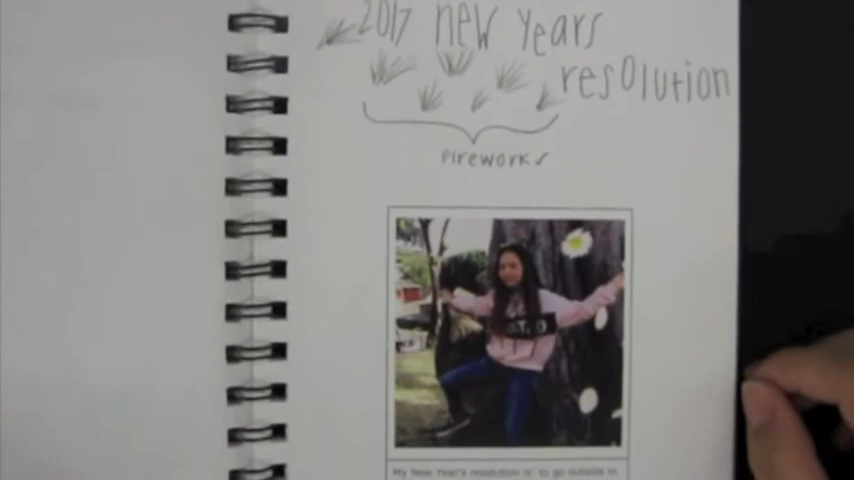 2017 new years
resolution
fireworks
My New Year's resolution is: to go outside to